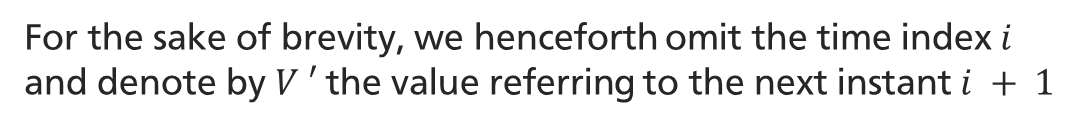 For the sake of brevity, we henceforth omit the time index i
and denote by V ′ the value referring to the next instant i + 1